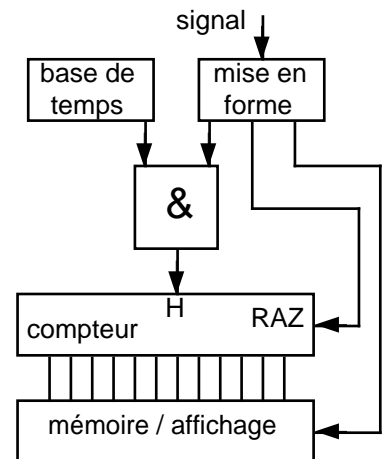 signal
base de
temps
mise en
forme
&
H
RAZ
compteur
mémoire / affichage